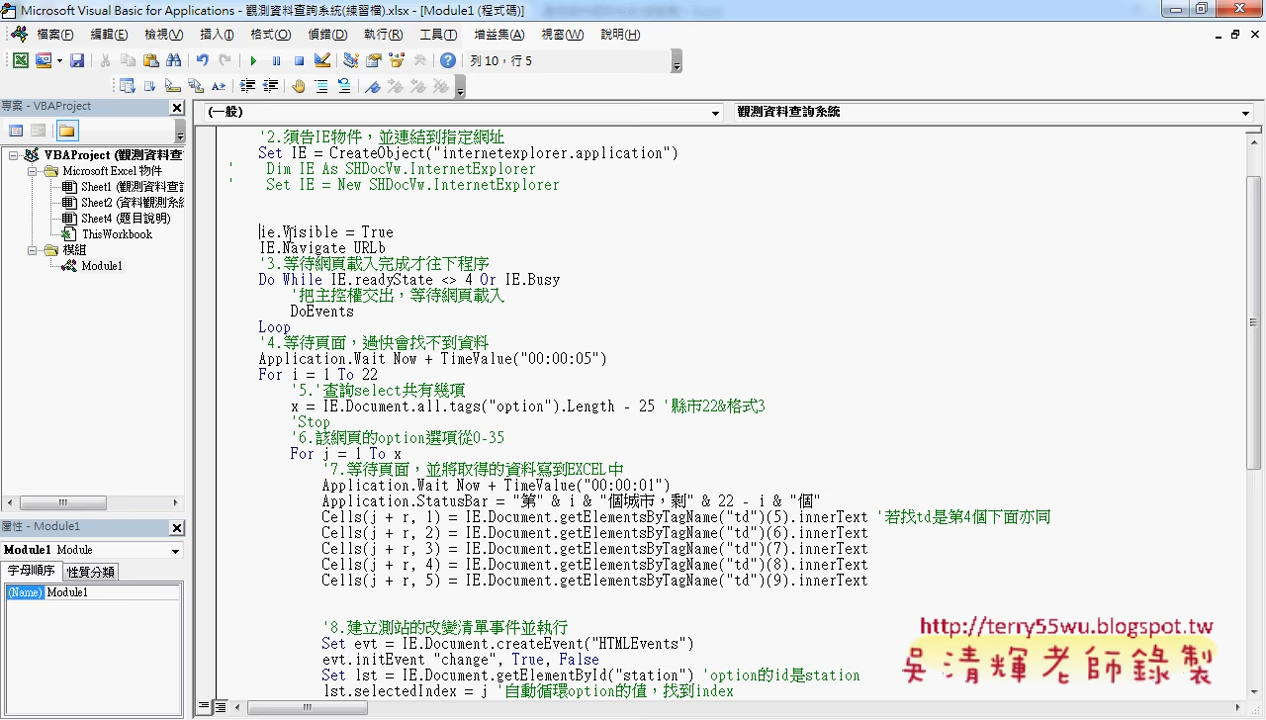 Microsoft Visual Basic for Applications - 觀測資料查詢系統(練習檔).xlsx - [Module1 (程式碼)]
檔案(F) 編輯(E) 檢視(V) 插入(I) 格式(O) 偵錯(D) 執行(R) 工具(T) 增益集(A) 視窗(W) 說明(H)
列 10，行 5
專案 - VBAProject
(一般)
觀測資料查詢系統
VBAProject (觀測資料查
Microsoft Excel 物件
Sheet1 (觀測資料查詢
Sheet2 (資料觀測系統
Sheet4 (題目說明)
ThisWorkbook
模組
Module1
屬性 - Module1
Module1 Module
字母順序 性質分類
(Name) Module1
'2.須告IE物件，並連結到指定網址
Set IE = CreateObject("internetexplorer.application")
' Dim IE As SHDocVw.InternetExplorer
' Set IE = New SHDocVw.InternetExplorer
ie.Visible = True
IE.Navigate URLb
'3.等待網頁載入完成才往下程序
Do While IE.readyState <> 4 Or IE.Busy
'把主控權交出，等待網頁載入
DoEvents
Loop
'4.等待頁面，過快會找不到資料
Application.Wait Now + TimeValue("00:00:05")
For i = 1 To 22
'5.'查詢select共有幾項
x = IE.Document.all.tags("option").Length - 25 '縣市22&格式3
'Stop
'6.該網頁的option選項從0-35
For j = 1 To x
'7.等待頁面，並將取得的資料寫到EXCEL中
Application.Wait Now + TimeValue("00:00:01")
Application.StatusBar = "第" & i & "個城市，剩" & 22 - i & "個"
Cells(j + r, 1) = IE.Document.getElementsByTagName("td")(5).innerText '若找td是第4個下面亦同
Cells(j + r, 2) = IE.Document.getElementsByTagName("td")(6).innerText
Cells(j + r, 3) = IE.Document.getElementsByTagName("td")(7).innerText
Cells(j + r, 4) = IE.Document.getElementsByTagName("td")(8).innerText
Cells(j + r, 5) = IE.Document.getElementsByTagName("td")(9).innerText
'8.建立測站的改變清單事件並執行
Set evt = IE.Document.createEvent("HTMLEvents")
evt.initEvent "change", True, False
Set lst = IE.Document.getElementById("station") 'option的id是station
lst.selectedIndex = j '自動循環option的值，找到index
http://terry55wu.blogspot.tw
吳清輝老師錄製